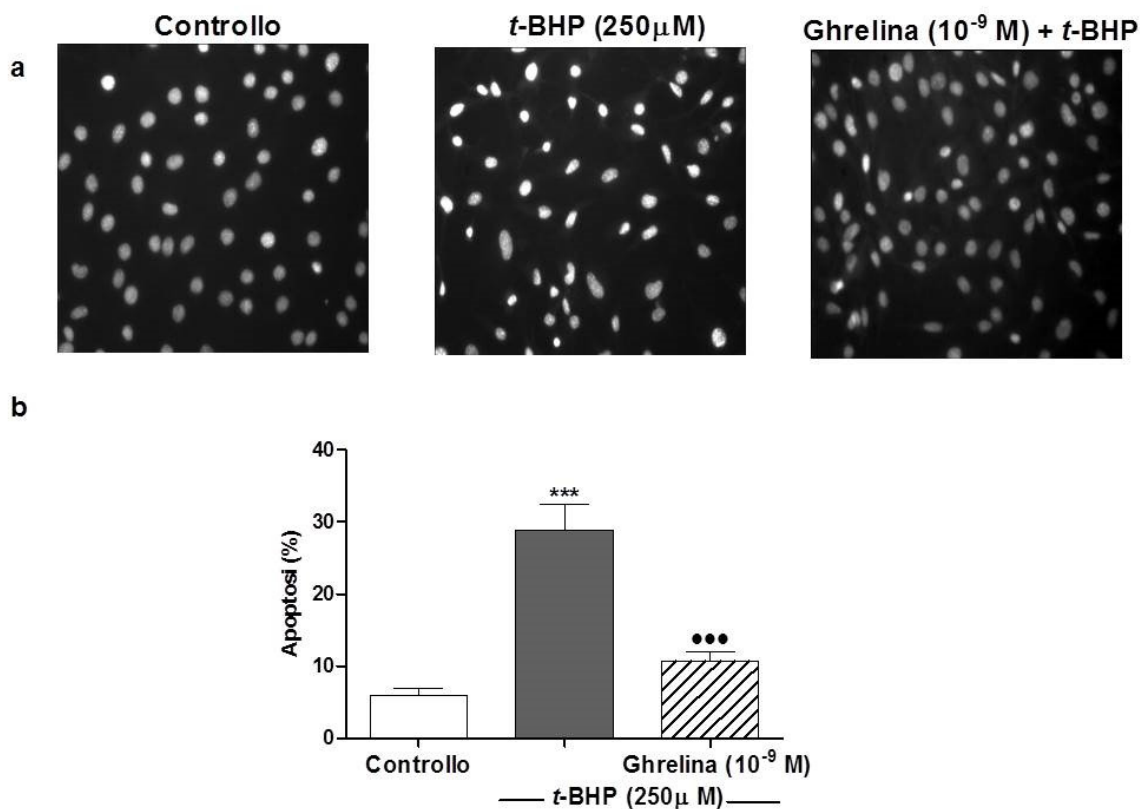 Controllo
t-BHP (250μM)
Ghrelina (10⁻⁹ M) + t-BHP
a
b
40
30
20
10
0
Apoptosi (%)
***
•••
Controllo
Ghrelina (10⁻⁹ M)
t-BHP (250μ M)